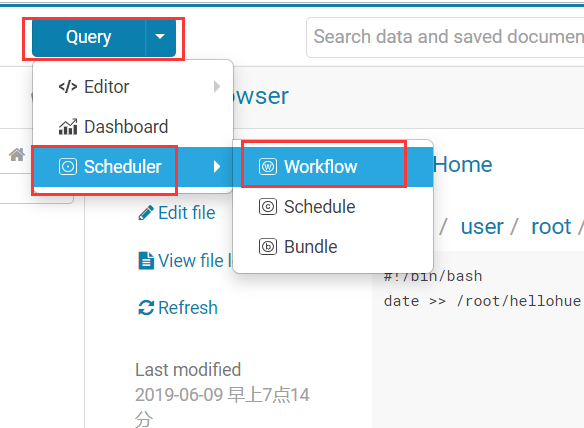 Query
Search data and saved documen
Editor
owser
Dashboard
Scheduler
Workflow
Home
Schedule
Edit file
/ user / root /
Bundle
View file l
#!/bin/bash
date >> /root/hellohue
Refresh
Last modified
2019-06-09 早上7点14
分